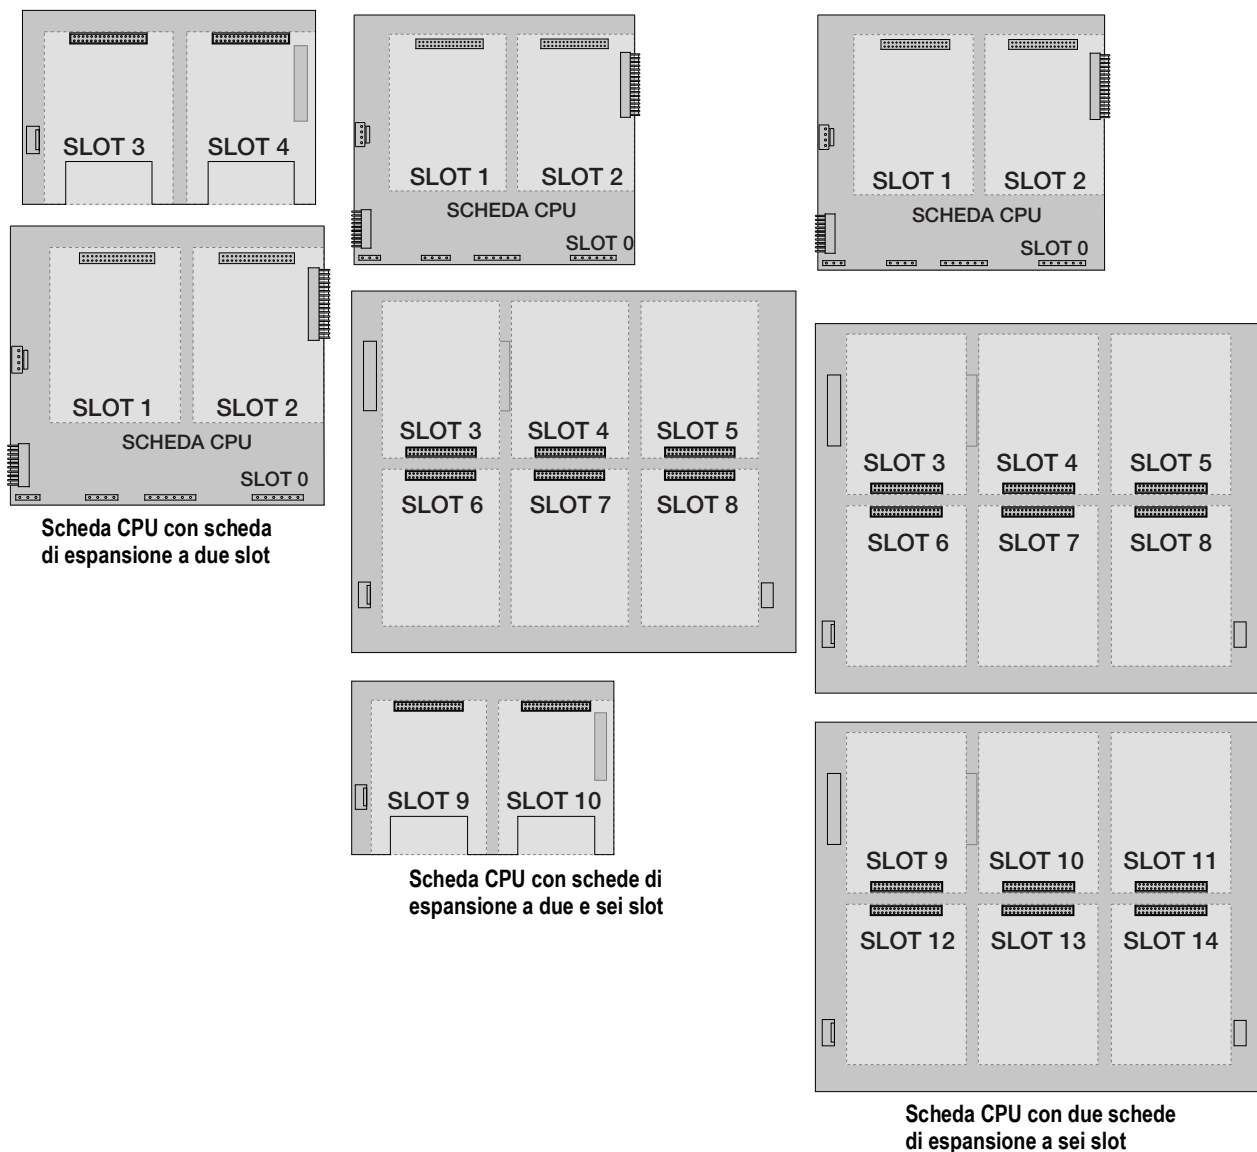 SLOT 3 SLOT 4
SLOT 1 SLOT 2
SCHEDA CPU
SLOT 0
Scheda CPU con scheda
di espansione a due slot
SLOT 1 SLOT 2
SCHEDA CPU
SLOT 0
SLOT 3 SLOT 4 SLOT 5
SLOT 6 SLOT 7 SLOT 8
SLOT 9 SLOT 10
Scheda CPU con schede di
espansione a due e sei slot
SLOT 1 SLOT 2
SCHEDA CPU
SLOT 0
SLOT 3 SLOT 4 SLOT 5
SLOT 6 SLOT 7 SLOT 8
SLOT 9 SLOT 10 SLOT 11
SLOT 12 SLOT 13 SLOT 14
Scheda CPU con due schede
di espansione a sei slot